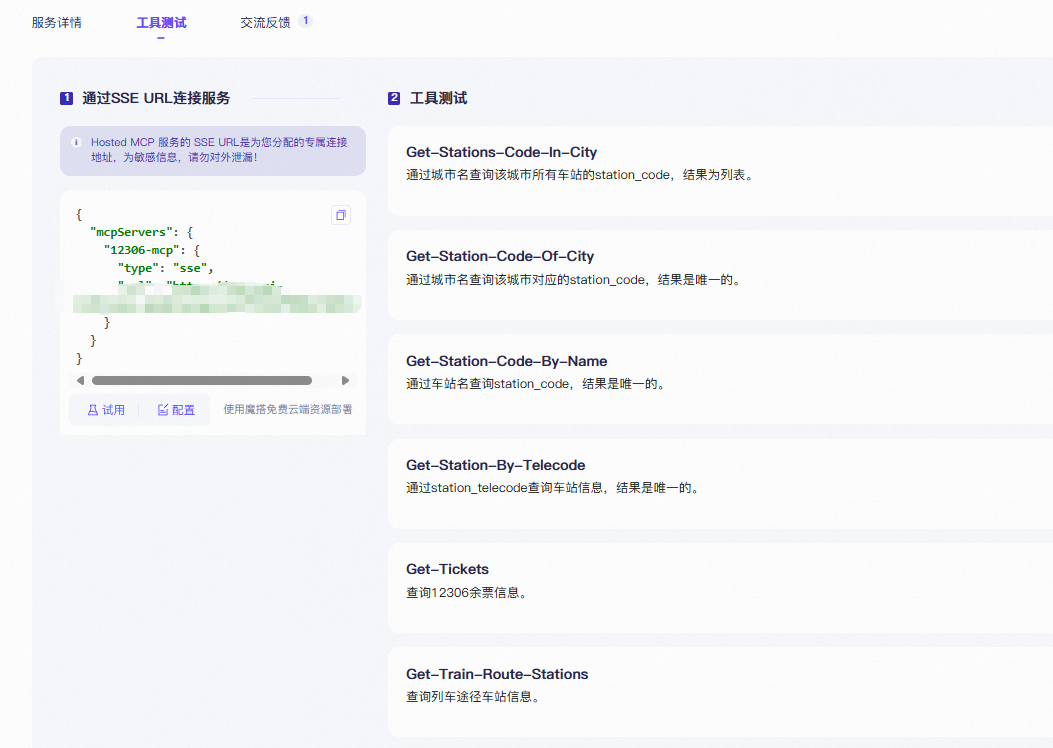 服务详情
工具测试
交流反馈 1
1 通过SSE URL连接服务
Hosted MCP 服务的 SSE URL是为您分配的专属连接
地址，为敏感信息，请勿对外泄漏！
{
"mcpServers": {
"12306-mcp": {
"type": "sse",
}
}
}
试用
配置
使用魔搭免费云端资源部署
2 工具测试
Get-Stations-Code-In-City
通过城市名查询该城市所有车站的station_code，结果为列表。
Get-Station-Code-Of-City
通过城市名查询该城市对应的station_code，结果是唯一的。
Get-Station-Code-By-Name
通过车站名查询station_code，结果是唯一的。
Get-Station-By-Telecode
通过station_telecode查询车站信息，结果是唯一的。
Get-Tickets
查询12306余票信息。
Get-Train-Route-Stations
查询列车途径车站信息。